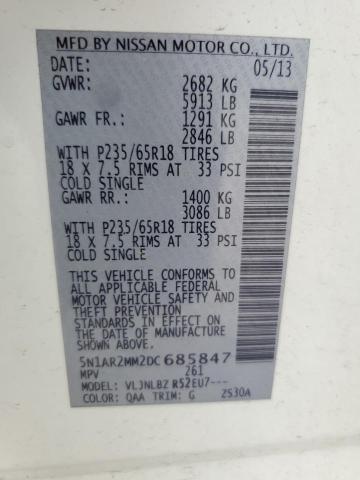 MFD BY NISSAN MOTOR CO., LTD.
DATE: 05/13
GVWR: 2682 KG
5913 LB
GAWR FR.: 1291 KG
2846 LB
WITH P235/65R18 TIRES
18 X 7.5 RIMS AT 33 PSI
COLD SINGLE
GAWR RR.: 1400 KG
3086 LB
WITH P235/65R18 TIRES
18 X 7.5 RIMS AT 33 PSI
COLD SINGLE
THIS VEHICLE CONFORMS TO
ALL APPLICABLE FEDERAL
MOTOR VEHICLE SAFETY AND
THEFT PREVENTION
STANDARDS IN EFFECT ON
THE DATE OF MANUFACTURE
SHOWN ABOVE.
5N1AR2MM2DC685847
MPV 261
MODEL: VLJNLBZ RS2EU7---
COLOR: QAA TRIM: G 2S30A